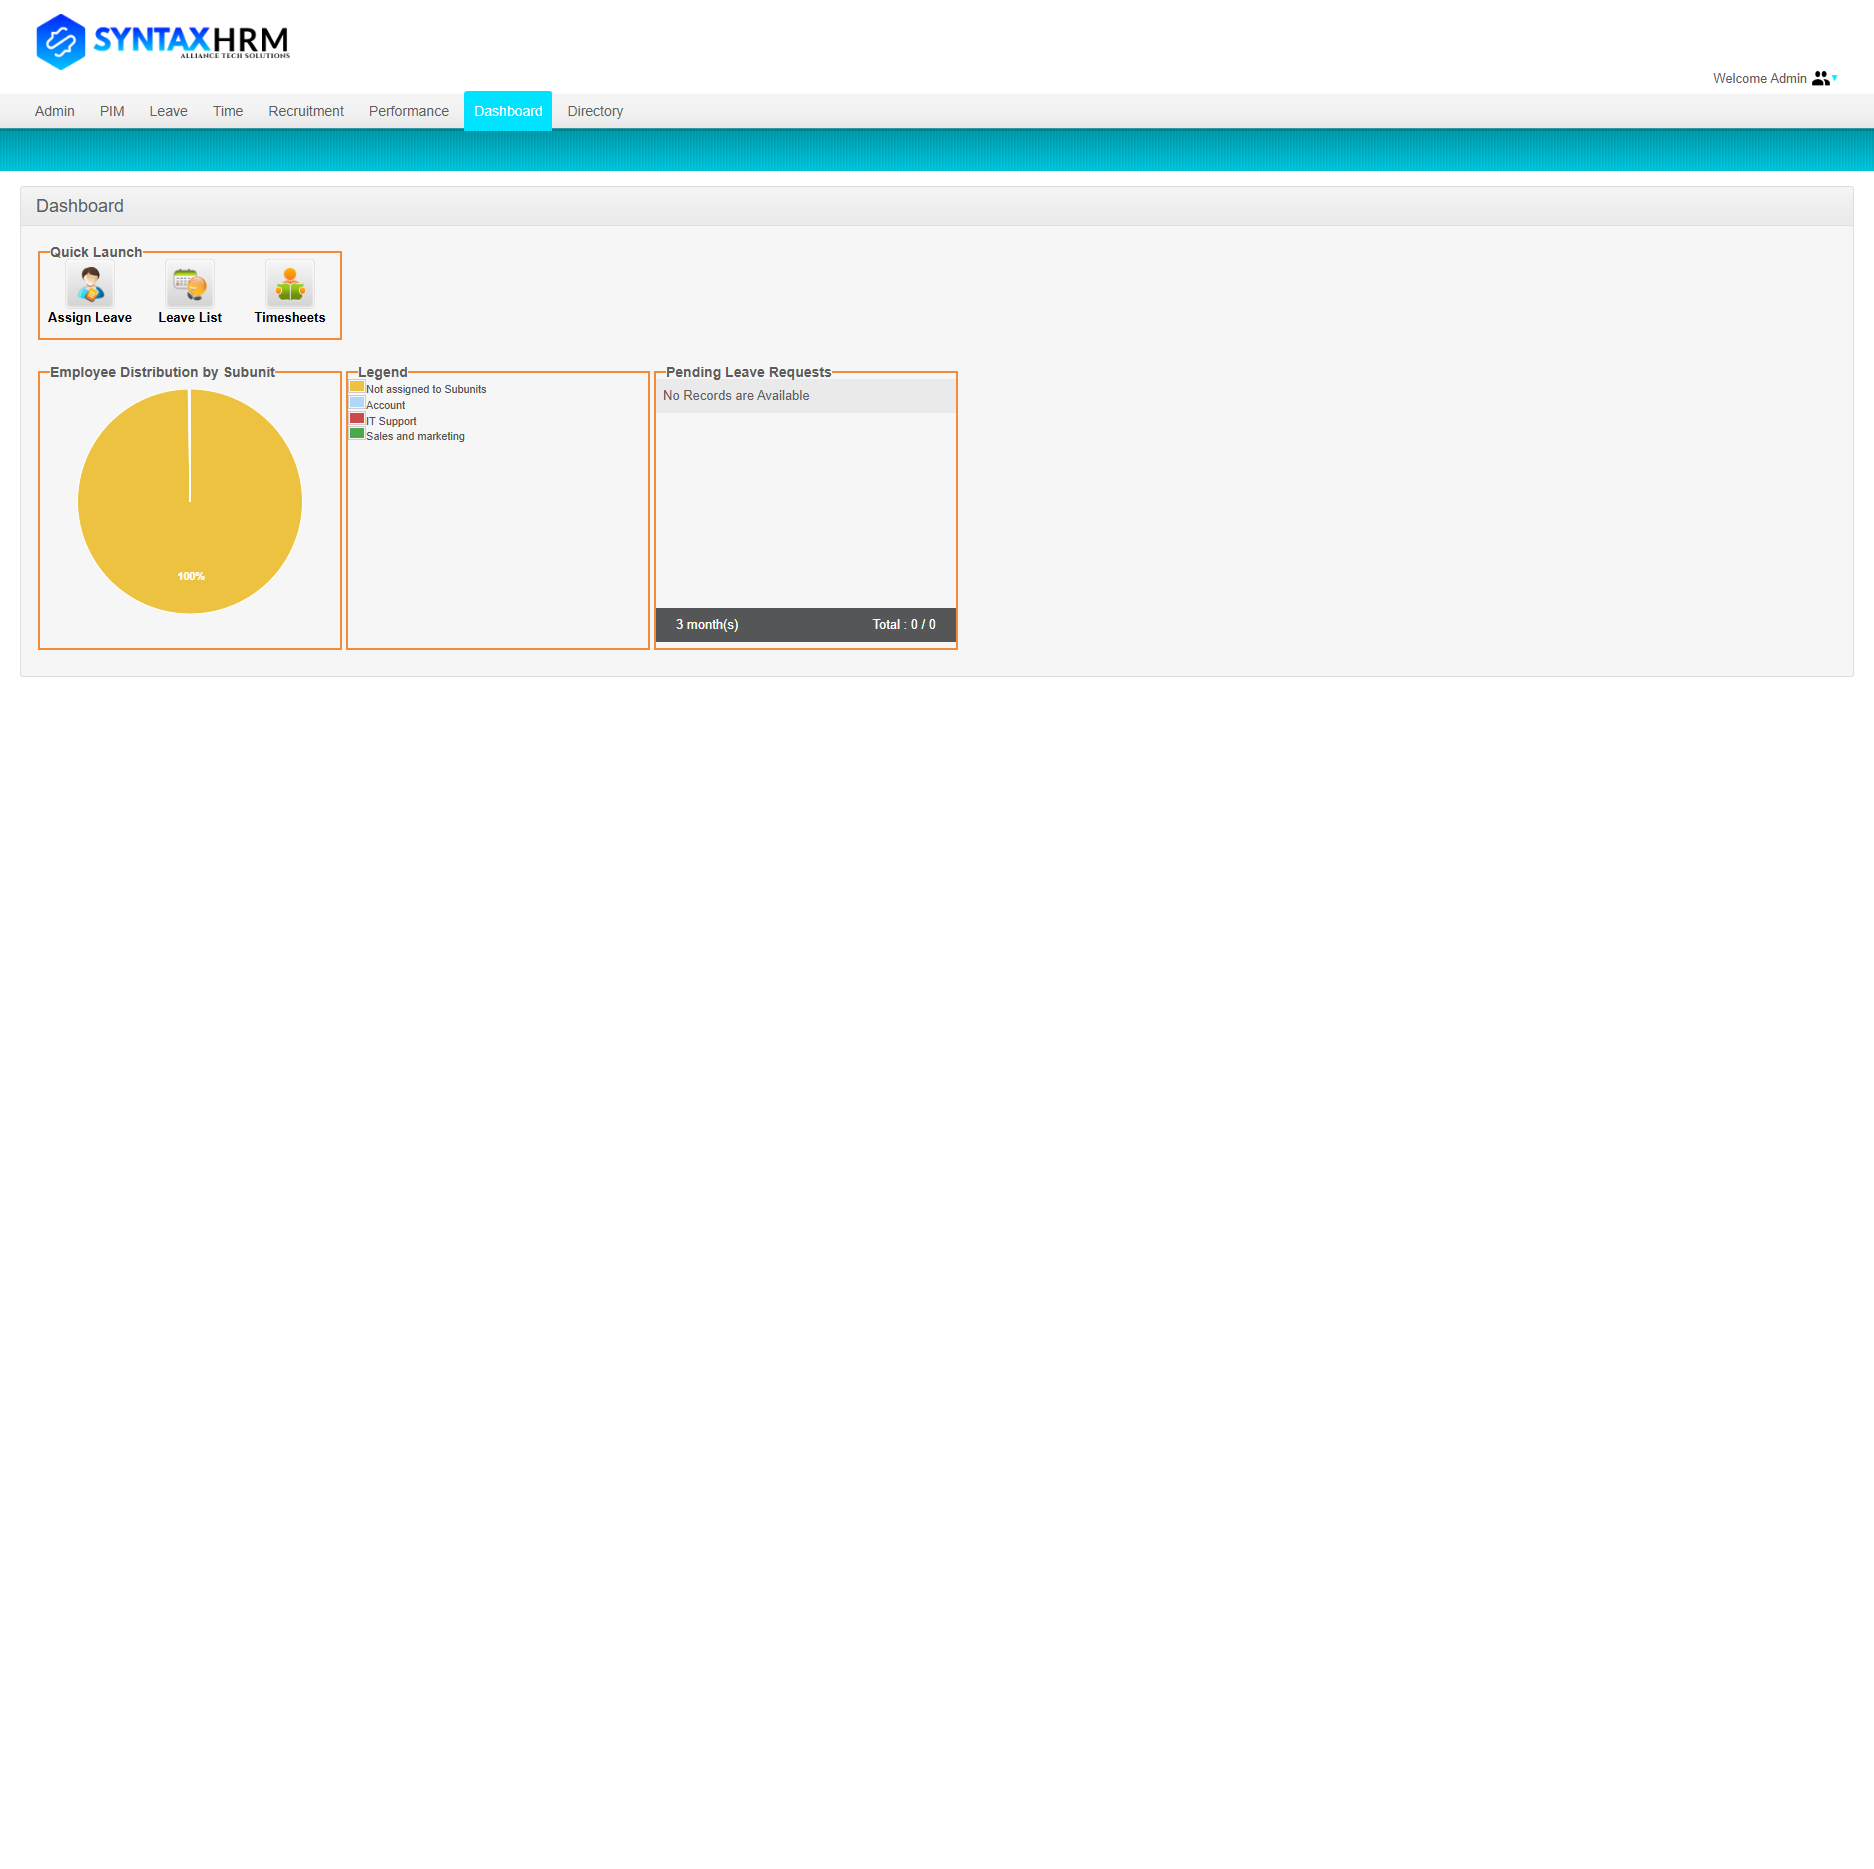 SYNTAXHRM
ALLIANCE TECH SOLUTIONS
Welcome Admin
Admin PIM Leave Time Recruitment Performance Dashboard Directory
Dashboard
Quick Launch
Assign Leave Leave List Timesheets
Employee Distribution by Subunit
100%
Legend
Not assigned to Subunits
Account
IT Support
Sales and marketing
Pending Leave Requests
No Records are Available
3 month(s) Total : 0 / 0